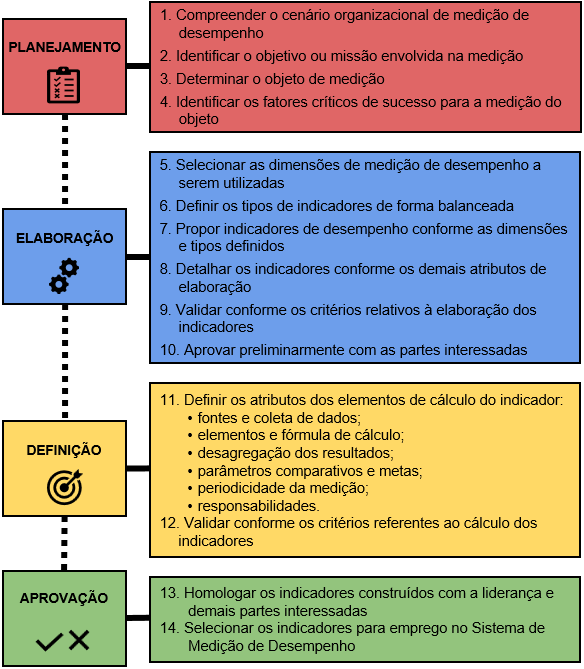 PLANEJAMENTO
1. Compreender o cenário organizacional de medição de
desempenho
2. Identificar o objetivo ou missão envolvida na medição
3. Determinar o objeto de medição
4. Identificar os fatores críticos de sucesso para a medição do
objeto
ELABORAÇÃO
5. Selecionar as dimensões de medição de desempenho a
serem utilizadas
6. Definir os tipos de indicadores de forma balanceada
7. Propor indicadores de desempenho conforme as dimensões
e tipos definidos
8. Detalhar os indicadores conforme os demais atributos de
elaboração
9. Validar conforme os critérios relativos à elaboração dos
indicadores
10. Aprovar preliminarmente com as partes interessadas
DEFINIÇÃO
11. Definir os atributos dos elementos de cálculo do indicador:
• fontes e coleta de dados;
• elementos e fórmula de cálculo;
• desagregação dos resultados;
• parâmetros comparativos e metas;
• periodicidade da medição;
• responsabilidades.
12. Validar conforme os critérios referentes ao cálculo dos
indicadores
APROVAÇÃO
13. Homologar os indicadores construídos com a liderança e
demais partes interessadas
14. Selecionar os indicadores para emprego no Sistema de
Medição de Desempenho